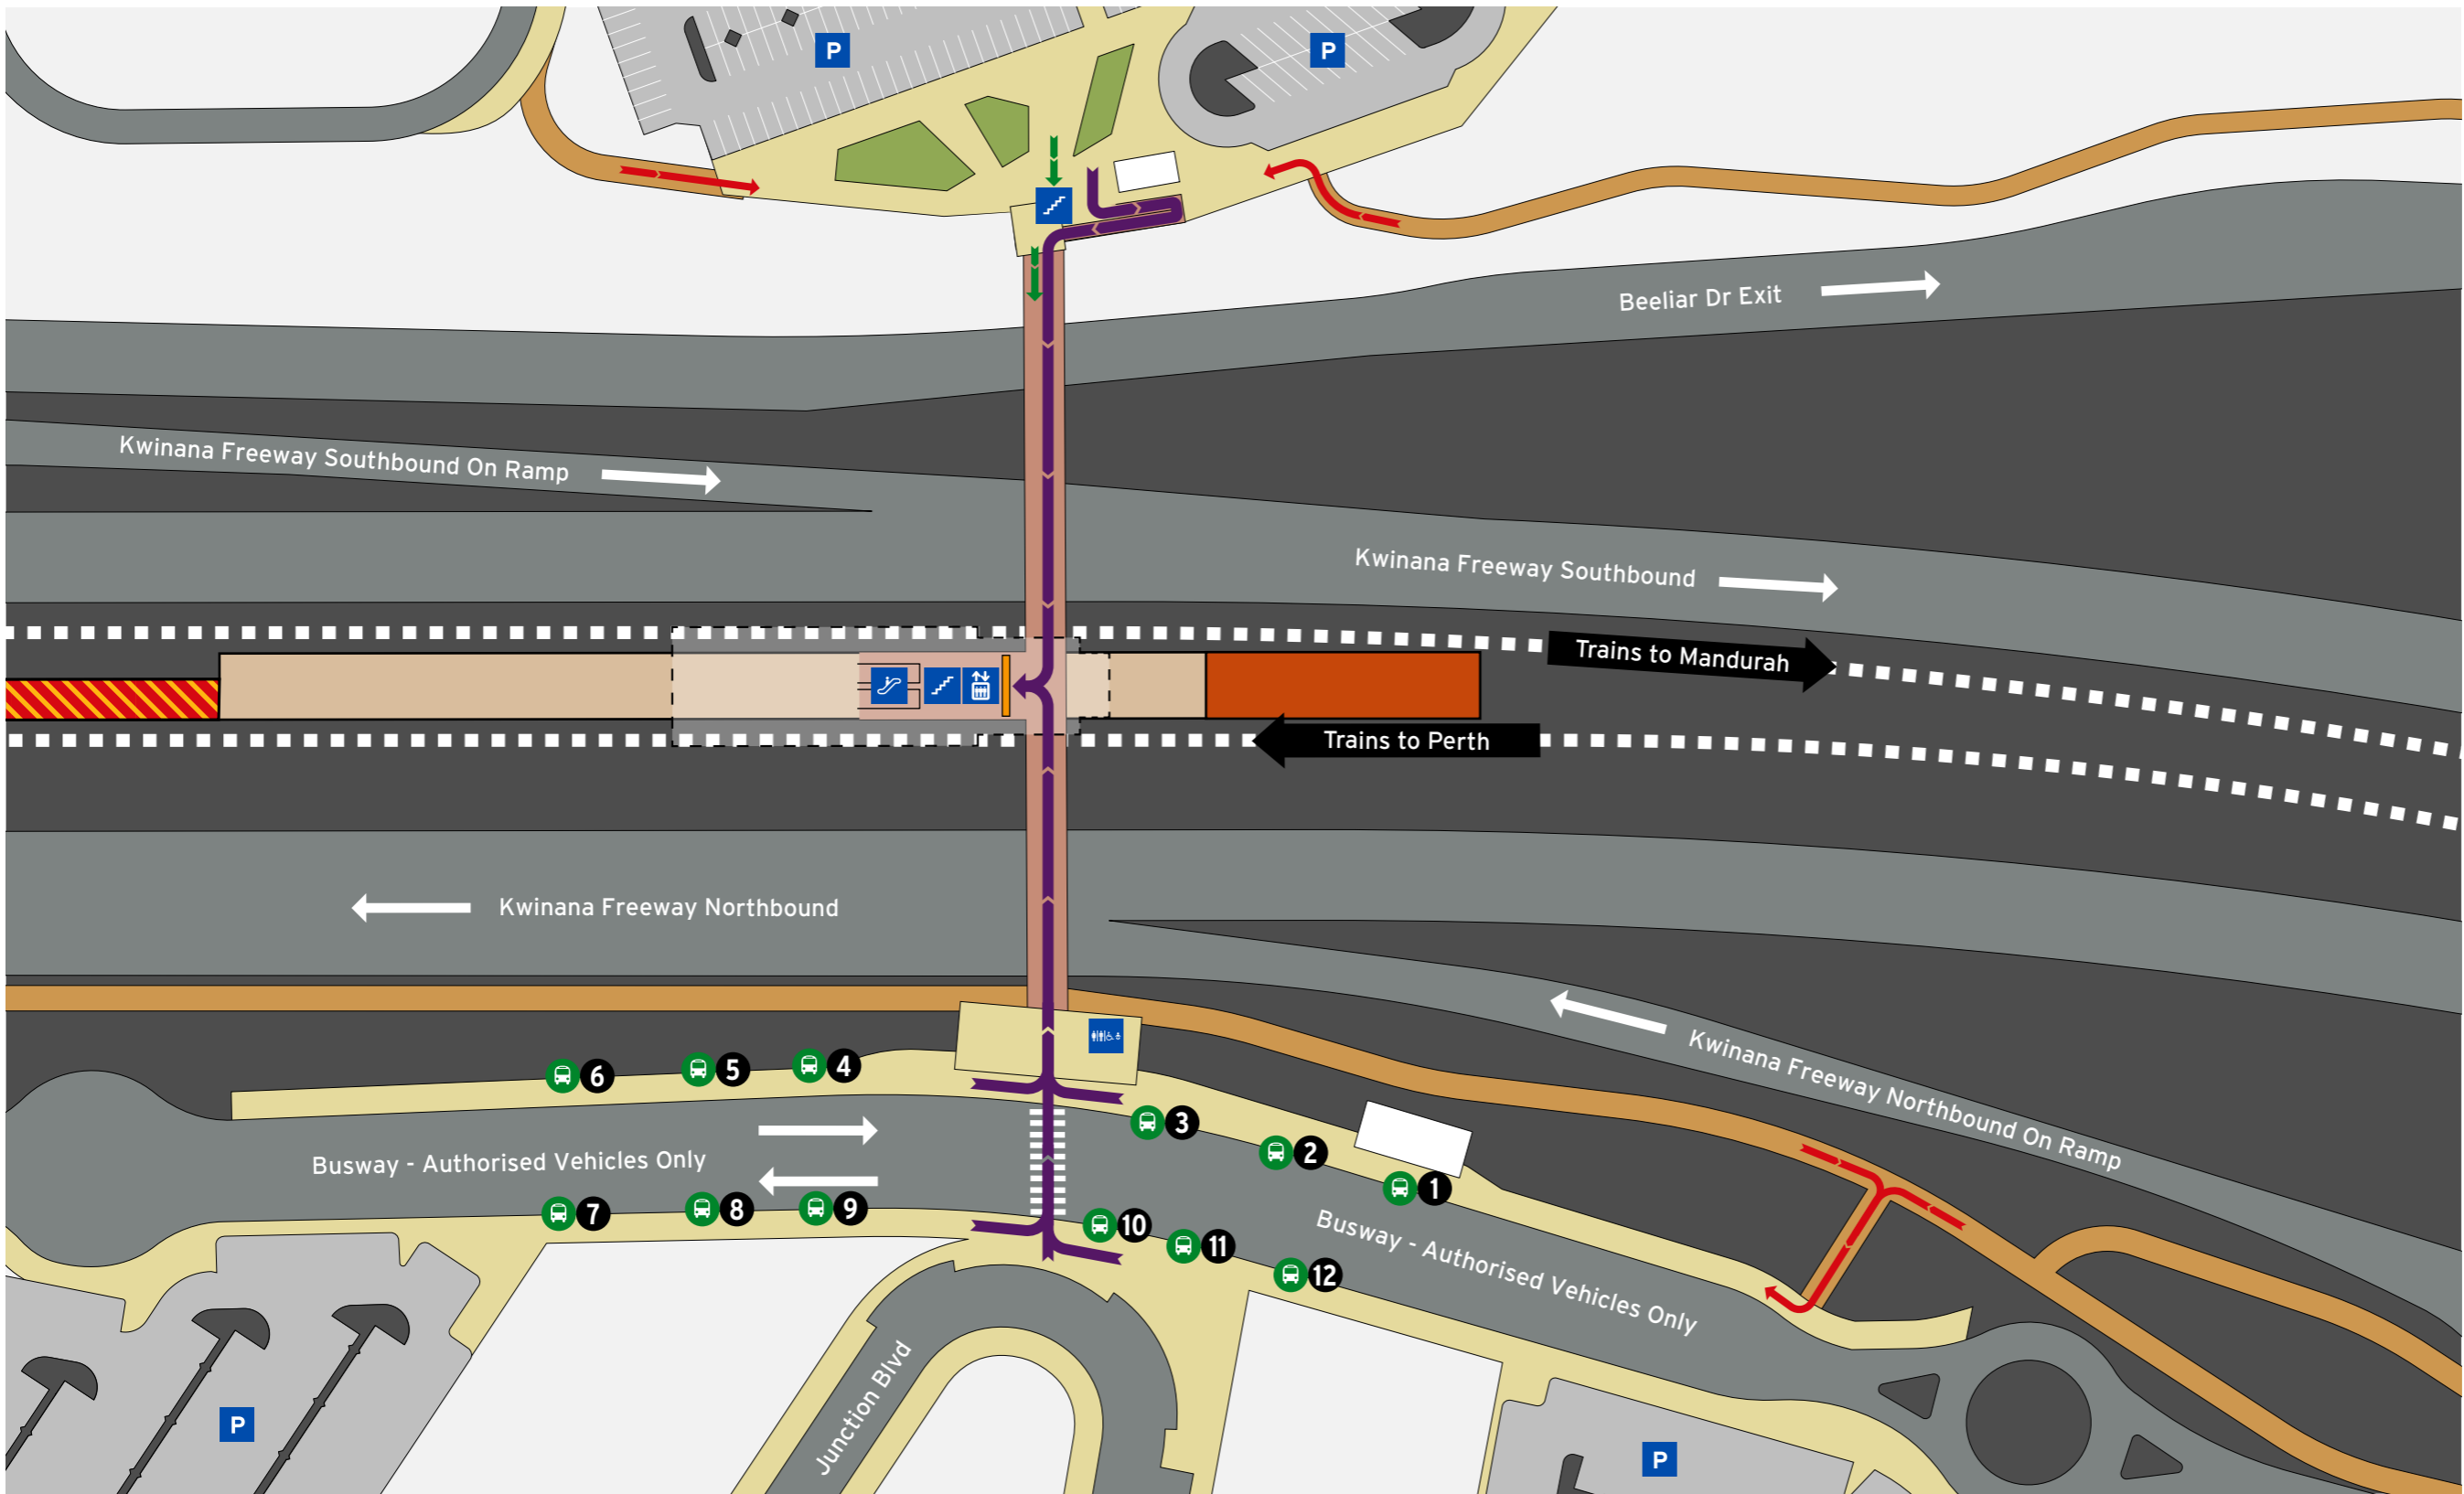 P
P
Beeliar Dr Exit
Kwinana Freeway Southbound On Ramp
Kwinana Freeway Southbound
Trains to Mandurah
Trains to Perth
Kwinana Freeway Northbound
Kwinana Freeway Northbound On Ramp
6
5
4
3
2
1
Busway - Authorised Vehicles Only
7
8
9
10
11
12
Busway - Authorised Vehicles Only
Junction Blvd
P
P